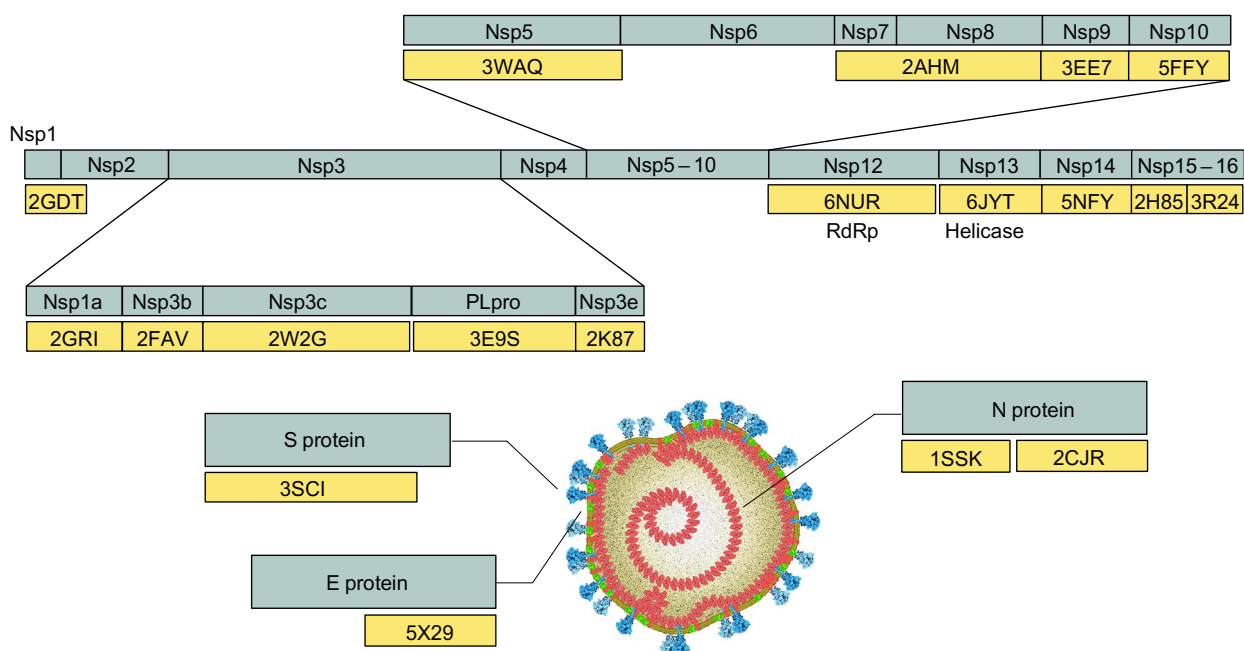 Nsp5 Nsp6 Nsp7 Nsp8 Nsp9 Nsp10
3WAQ 2AHM 3EE7 5FFY
Nsp1
Nsp2 Nsp3 Nsp4 Nsp5–10 Nsp12 Nsp13 Nsp14 Nsp15–16
2GDT 6NUR 6JYT 5NFY 2H85 3R24
RdRp Helicase
Nsp1a Nsp3b Nsp3c PLpro Nsp3e
2GRI 2FAV 2W2G 3E9S 2K87
S protein
3SCI
N protein
1SSK 2CJR
E protein
5X29